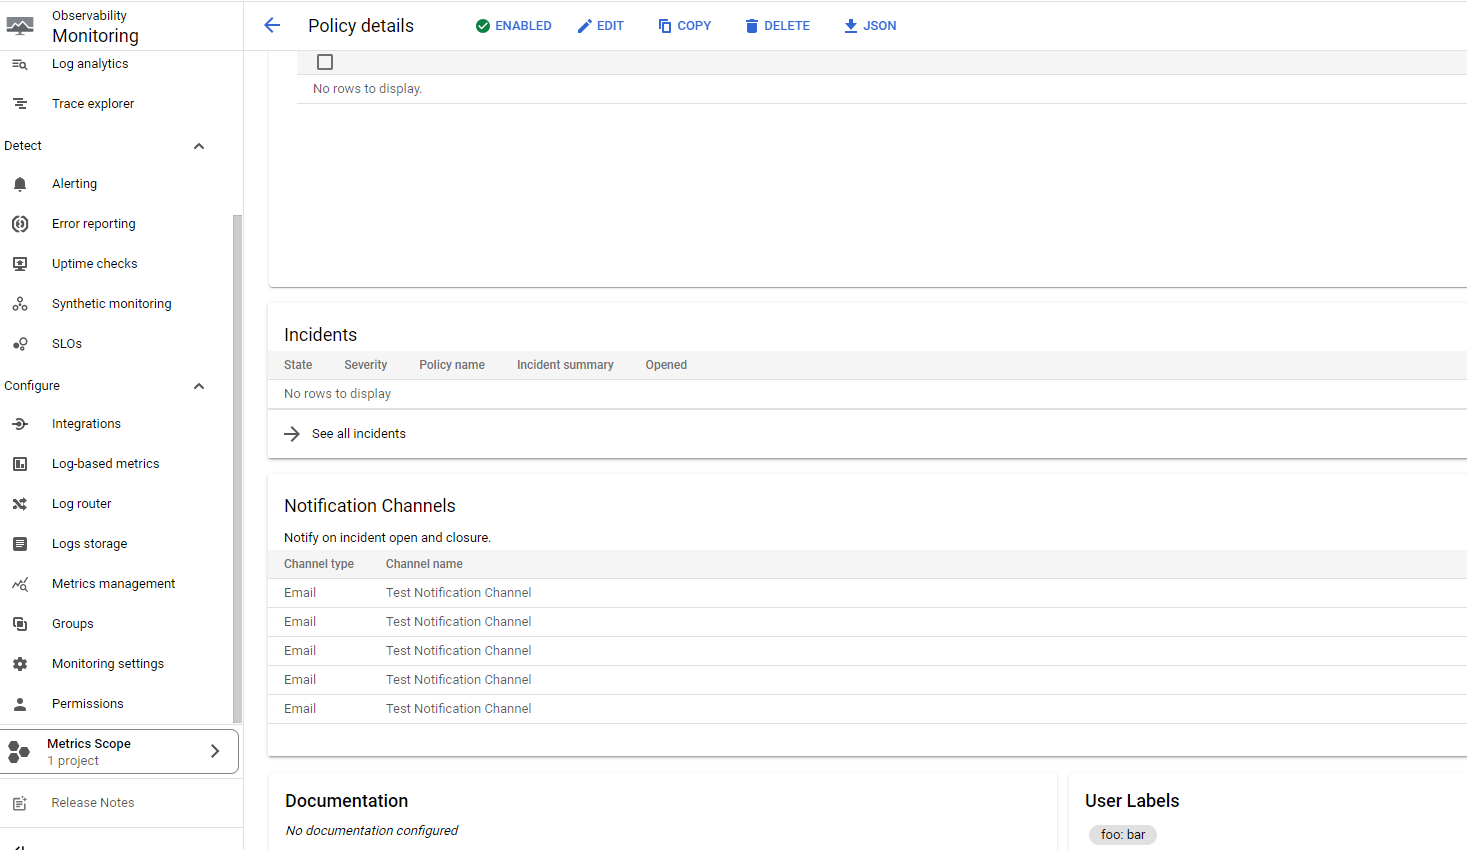 Observability
Monitoring
Log analytics
Trace explorer
Detect
Alerting
Error reporting
Uptime checks
Synthetic monitoring
SLOs
Configure
Integrations
Log-based metrics
Log router
Logs storage
Metrics management
Groups
Monitoring settings
Permissions
Metrics Scope
1 project
Release Notes
Policy details ENABLED EDIT COPY DELETE JSON
No rows to display.
Incidents
State Severity Policy name Incident summary Opened
No rows to display
See all incidents
Notification Channels
Notify on incident open and closure.
Channel type Channel name
Email Test Notification Channel
Email Test Notification Channel
Email Test Notification Channel
Email Test Notification Channel
Email Test Notification Channel
Documentation
No documentation configured
User Labels
foo: bar